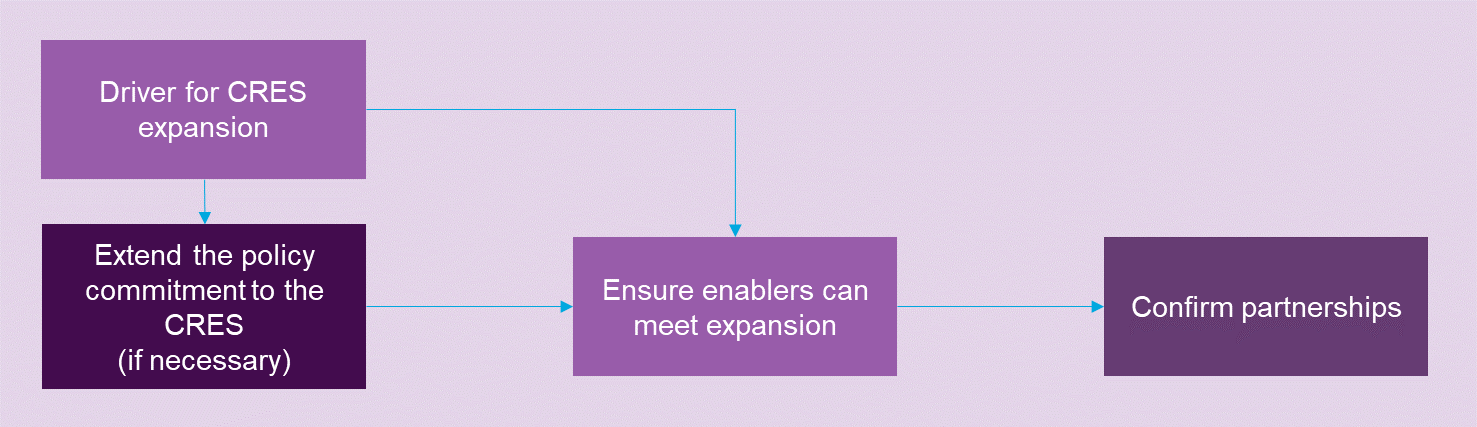 Driver for CRES
expansion
Extend the policy
commitment to the
CRES
(if necessary)
Ensure enablers can
meet expansion
Confirm partnerships